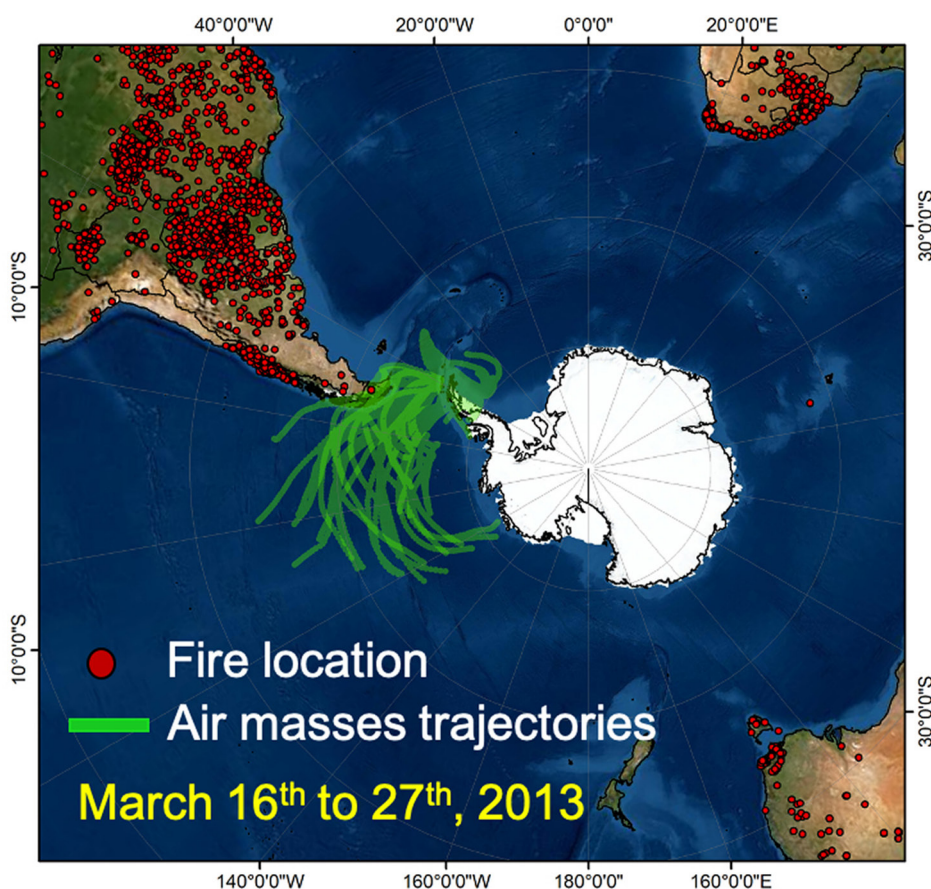 40°0'0"W 20°0'0"W 0°0'0" 20°0'0"E
30°0'0"S
10°0'0"S
10°0'0"S
30°0'0"S
Fire location
Air masses trajectories
March 16th to 27th, 2013
140°0'0"W 160°0'0"W 180°0'0" 160°0'0"E